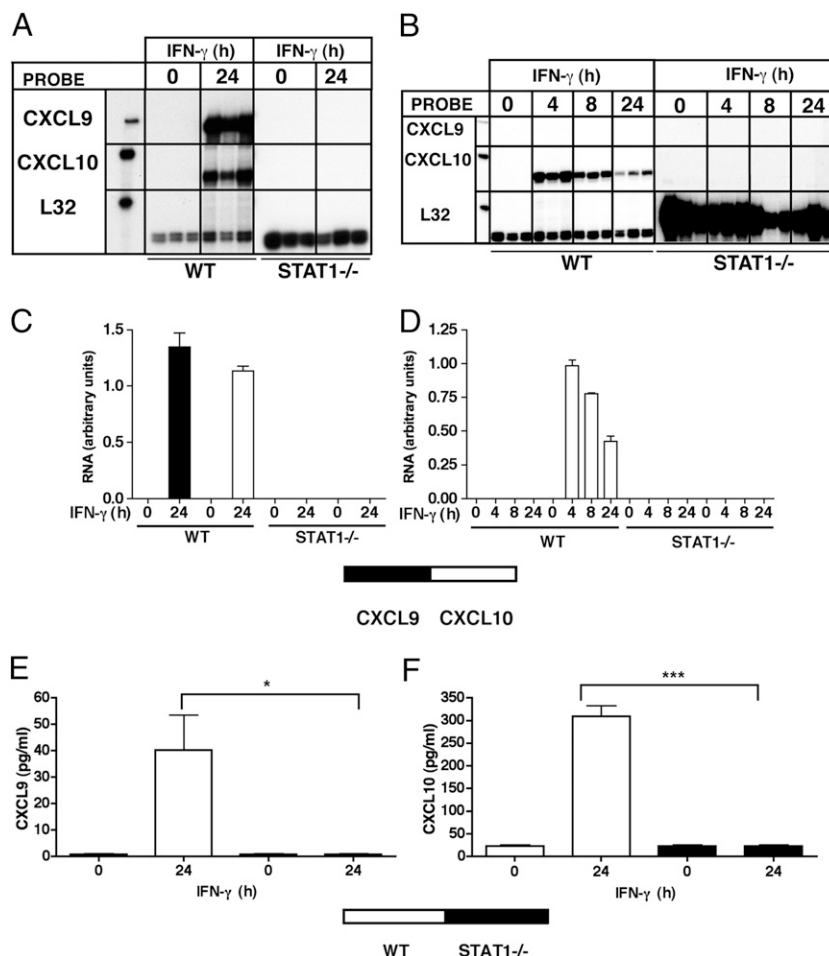 A
IFN-γ (h) IFN-γ (h)
PROBE 0 24 0 24
CXCL9
CXCL10
L32
WT STAT1-/-
B
IFN-γ (h) IFN-γ (h)
PROBE 0 4 8 24 0 4 8 24
CXCL9
CXCL10
L32
WT STAT1-/-
C
RNA (arbitrary units)
1.5
1.0
0.5
0.0
IFN-γ (h) 0 24 0 24 0 24 0 24
WT STAT1-/-
D
RNA (arbitrary units)
1.25
1.00
0.75
0.50
0.25
0.00
IFN-γ (h) 0 4 8 24 0 4 8 24 0 4 8 24 0 4 8 24
WT STAT1-/-
CXCL9 CXCL10
E
CXCL9 (pg/ml)
60
50
40
30
20
10
0
*
0 24 0 24
IFN-γ (h)
F
CXCL10 (pg/ml)
350
300
250
200
150
100
50
0
***
0 24 0 24
IFN-γ (h)
WT STAT1-/-